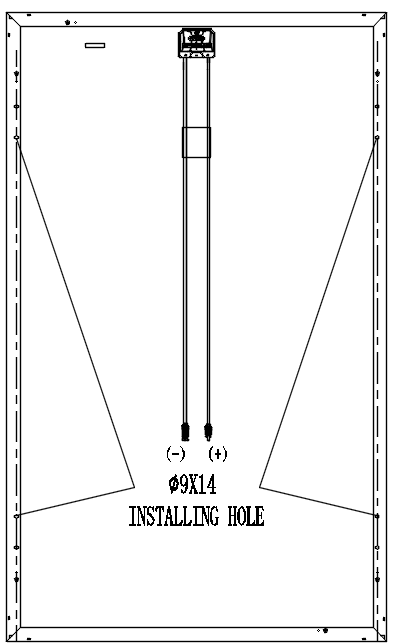 (-) (+)
ϕ9X14
INSTALLING HOLE